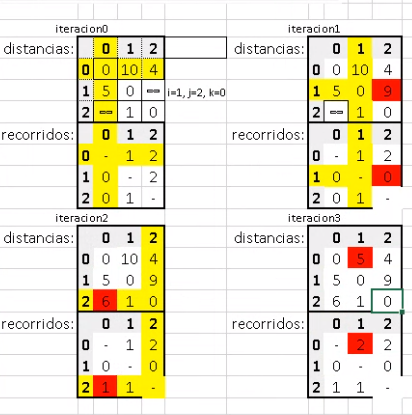 iteracion0
distancias: 0 1 2
0 0 10 4
1 5 0 -- i=1, j=2, k=0
2 -- 1 0
recorridos: 0 1 2
0 - 1 2
1 0 - 2
2 0 1 -
iteracion1
distancias: 0 1 2
0 0 10 4
1 5 0 9
2 -- 1 0
recorridos: 0 1 2
0 - 1 2
1 0 - 0
2 0 1 -
iteracion2
distancias: 0 1 2
0 0 10 4
1 5 0 9
2 6 1 0
recorridos: 0 1 2
0 - 1 2
1 0 - 0
2 1 1 -
iteracion3
distancias: 0 1 2
0 0 5 4
1 5 0 9
2 6 1 0
recorridos: 0 1 2
0 - 2 2
1 0 - 0
2 1 1 -